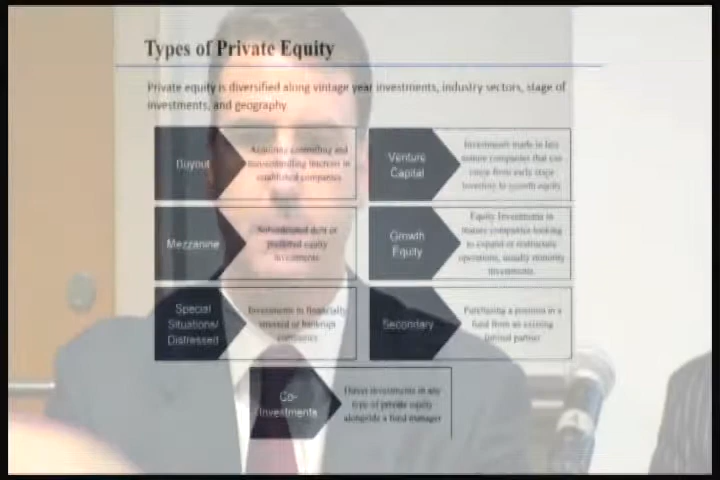 Types of Private Equity
Private equity is diversified along vintage year investments, industry sectors, stage of
investments, and geography
Buyout
Acquiring controlling and
noncontrolling interests in
established companies
Venture
Capital
Investments made in less
mature companies that can
range from early stage
investing to growth equity
Mezzanine
Subordinated debt or
preferred equity
investments
Growth
Equity
Equity Investments in
mature companies looking
to expand or restructure
operations, usually minority
investments
Special
Situations/
Distressed
Investments in financially
stressed or bankrupt
companies
Secondary
Purchasing a position in a
fund from an existing
limited partner
Co-
Investments
Direct investments in any
type of private equity
alongside a fund manager